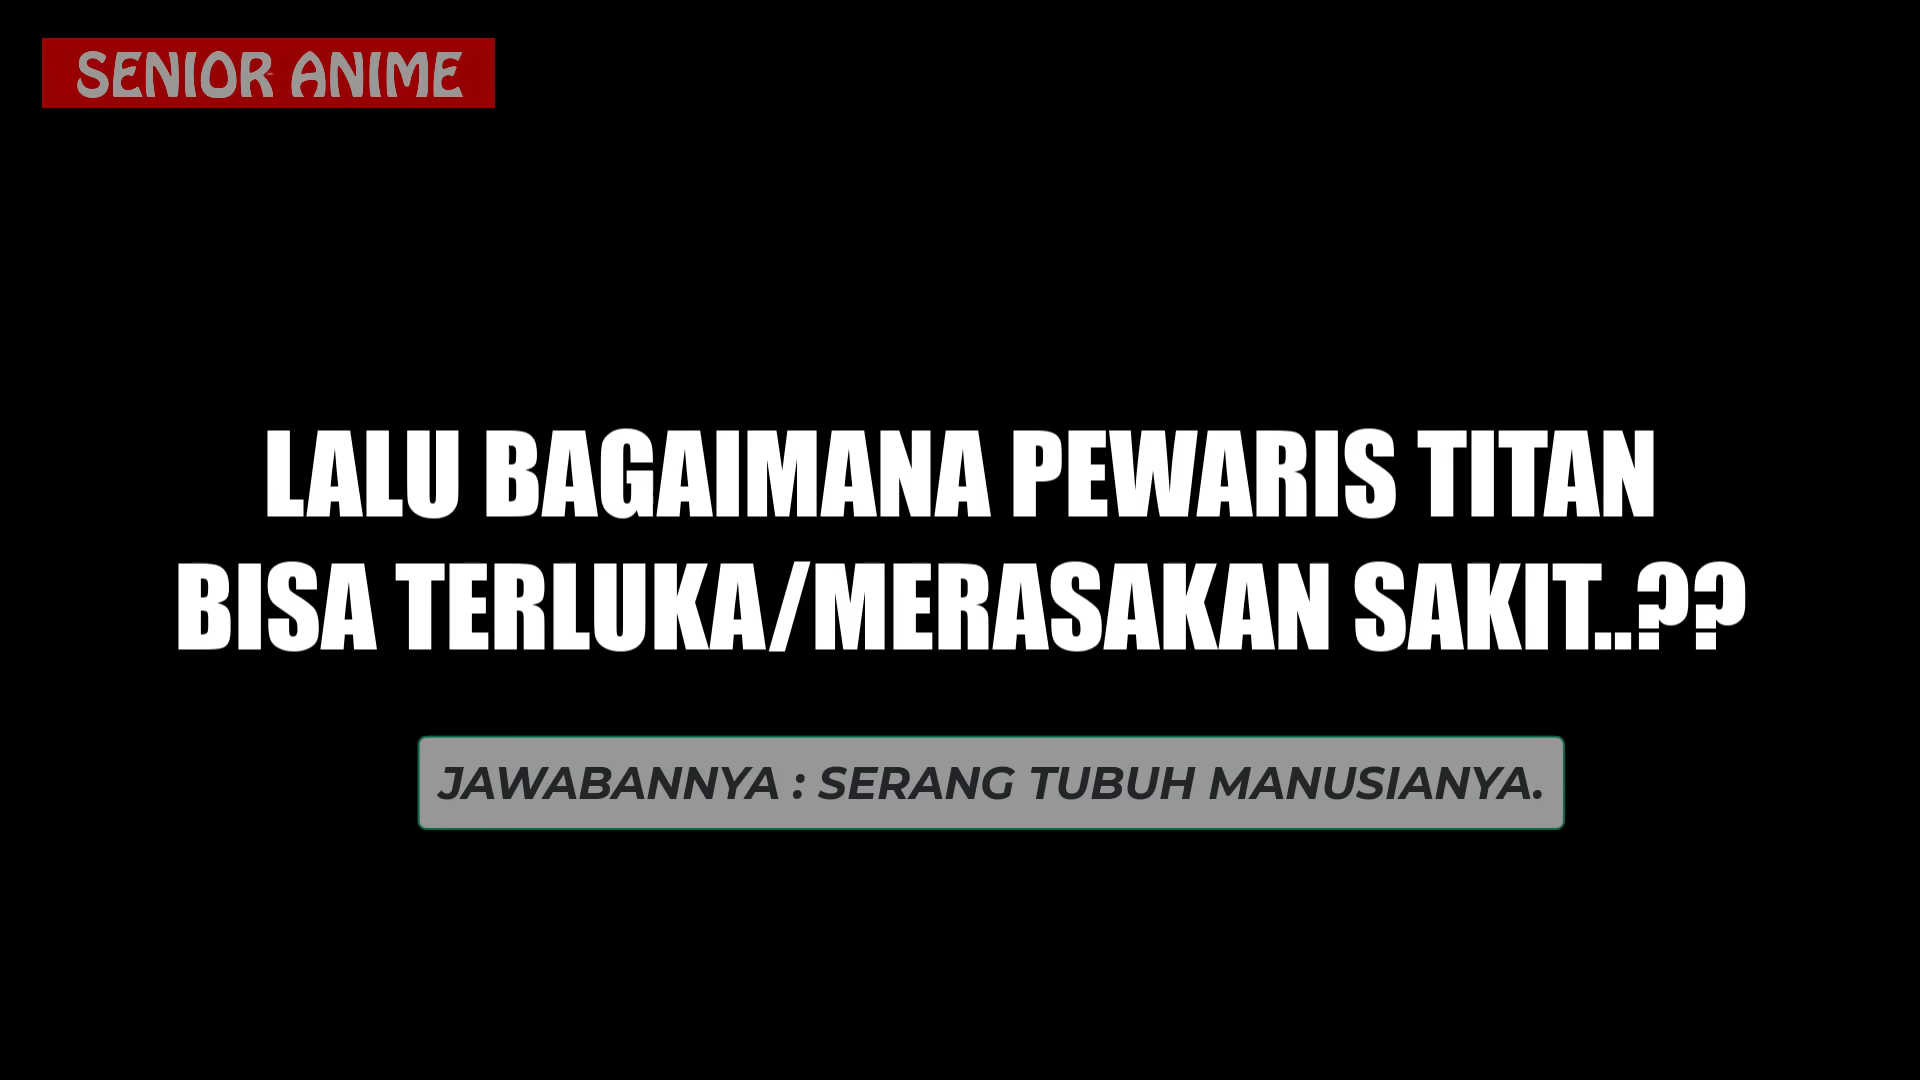 SENIOR ANIME
LALU BAGAIMANA PEWARIS TITAN
BISA TERLUKA/MERASAKAN SAKIT..??
JAWABANNYA : SERANG TUBUH MANUSIANYA.